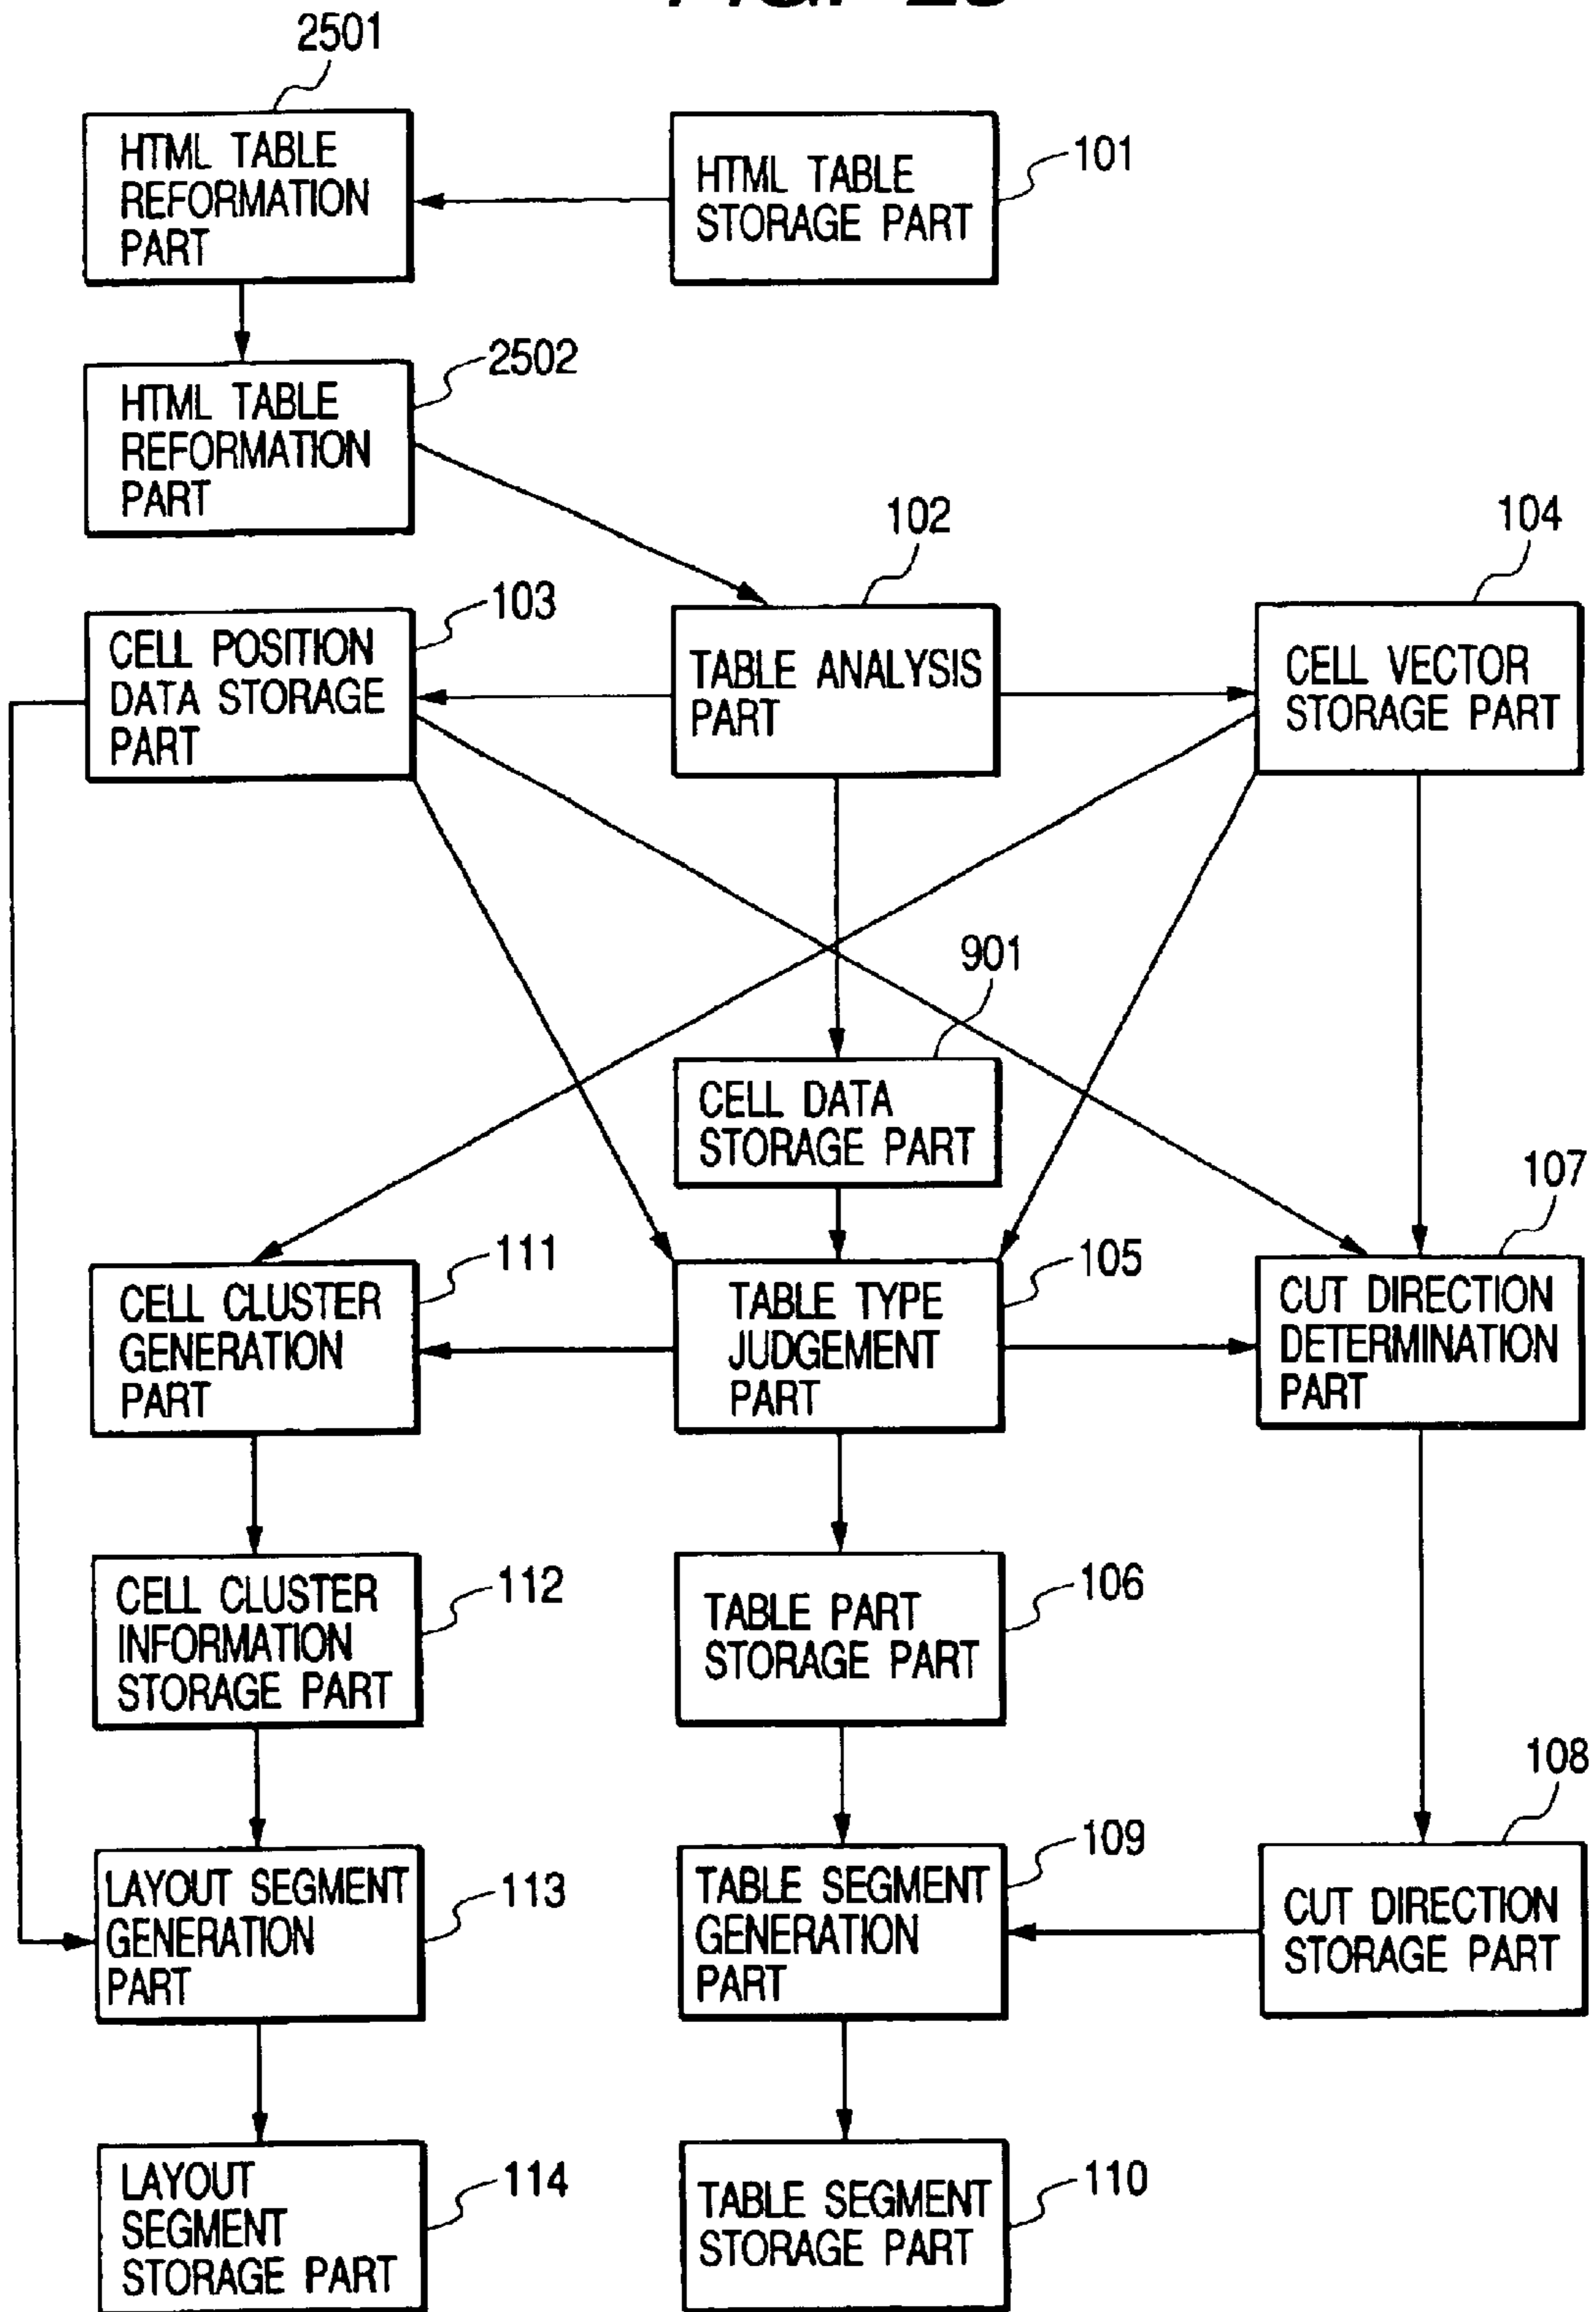 2501
HTML TABLE
REFORMATION
PART
HTML TABLE
STORAGE PART
101
2502
HTML TABLE
REFORMATION
PART
102
104
103
CELL POSITION
DATA STORAGE
PART
TABLE ANALYSIS
PART
CELL VECTOR
STORAGE PART
901
CELL DATA
STORAGE PART
107
111
CELL CLUSTER
GENERATION
PART
105
TABLE TYPE
JUDGEMENT
PART
CUT DIRECTION
DETERMINATION
PART
112
CELL CLUSTER
INFORMATION
STORAGE PART
106
TABLE PART
STORAGE PART
108
LAYOUT SEGMENT
GENERATION
PART
113
109
TABLE SEGMENT
GENERATION
PART
CUT DIRECTION
STORAGE PART
LAYOUT
SEGMENT
STORAGE PART
114
TABLE SEGMENT
STORAGE PART
110